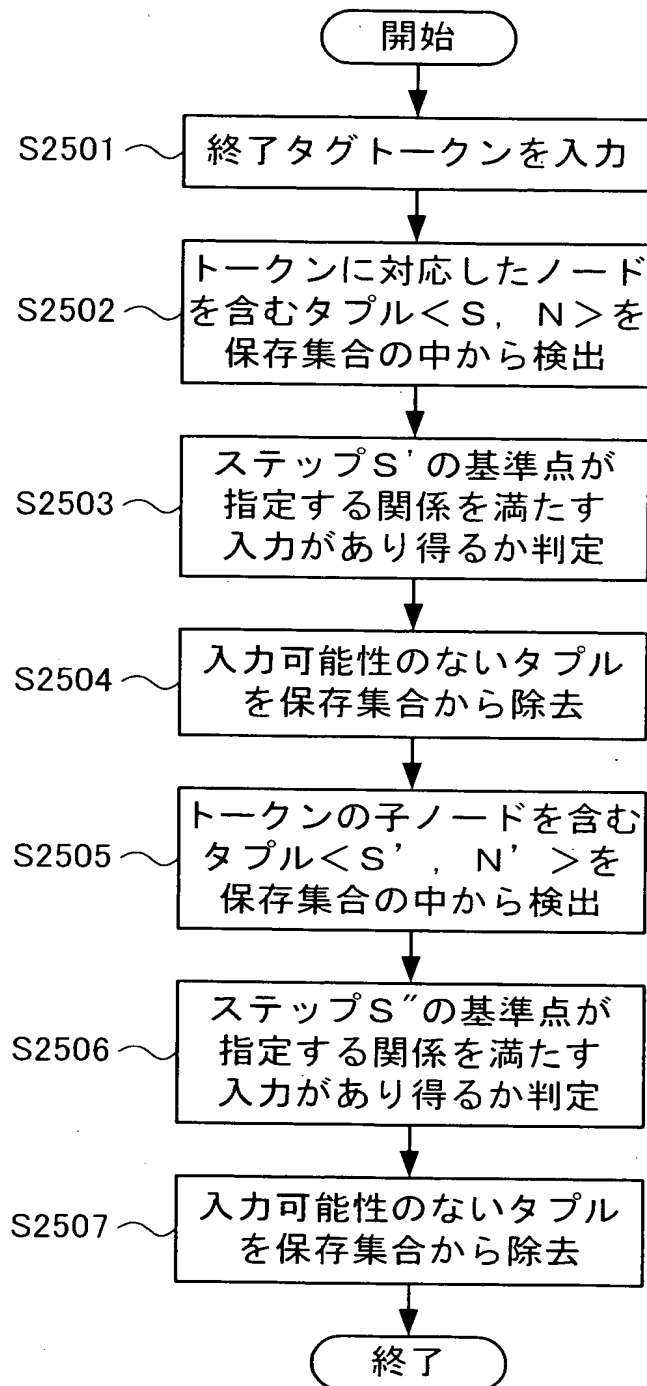 開始
S2501
終了タグトークンを入力
S2502
トークンに対応したノード
を含むタプル＜S，N＞を
保存集合の中から検出
S2503
ステップS'の基準点が
指定する関係を満たす
入力があり得るか判定
S2504
入力可能性のないタプル
を保存集合から除去
S2505
トークンの子ノードを含む
タプル＜S'，N'＞を
保存集合の中から検出
S2506
ステップS″の基準点が
指定する関係を満たす
入力があり得るか判定
S2507
入力可能性のないタプル
を保存集合から除去
終了